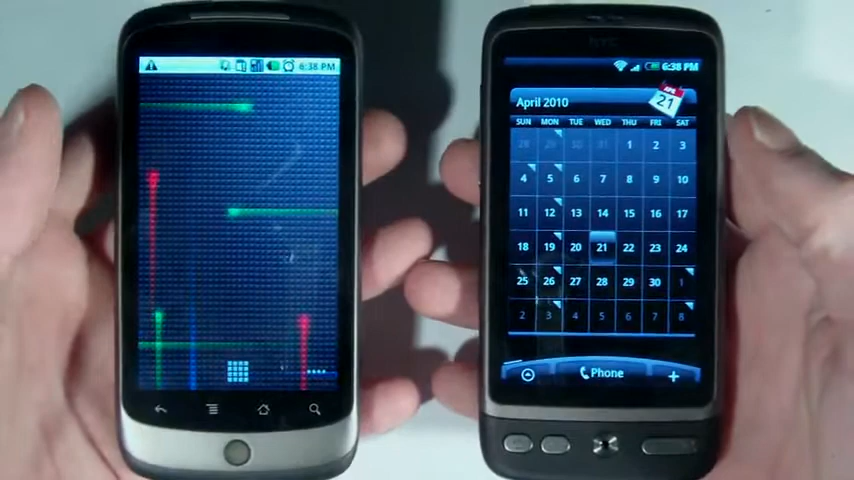 6:38 PM
hTC
6:38 PM
April 2010
APR
21
SUN MON TUE WED THU FRI SAT
28 29 30 31 1 2 3
4 5 6 7 8 9 10
11 12 13 14 15 16 17
18 19 20 21 22 23 24
25 26 27 28 29 30 1
2 3 4 5 6 7 8
Phone